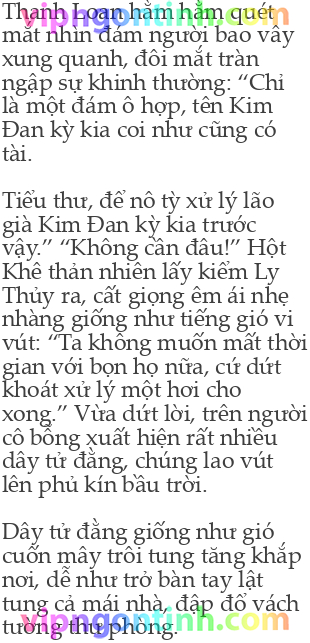 vipngontinh.com
Thanh Loan hằm hằm quét
mắt nhìn đám người bao vây
xung quanh, đôi mắt tràn
ngập sự khinh thường: “Chỉ
là một đám ô hợp, tên Kim
Đan kỳ kia coi như cũng có
tài.
Tiểu thư, để nô tỳ xử lý lão
già Kim Đan kỳ kia trước
vậy.” “Không cần đâu!” Hột
Khê thản nhiên lấy kiếm Ly
Thủy ra, cất giọng êm ái nhẹ
nhàng giống như tiếng gió vi
vút: “Ta không muốn mất thời
gian với bọn họ nữa, cứ dứt
khoát xử lý một hơi cho
xong.” Vừa dứt lời, trên người
cô bỗng xuất hiện rất nhiều
dây tử đằng, chúng lao vút
lên phủ kín bầu trời.
Dây tử đằng giống như gió
cuốn mây trôi tung tăng khắp
nơi, dễ như trở bàn tay lật
tung cả mái nhà, đập đổ vách
tường thư phòng.
vipngontinh.com